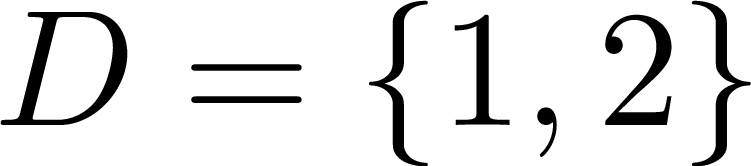 D = {1, 2}